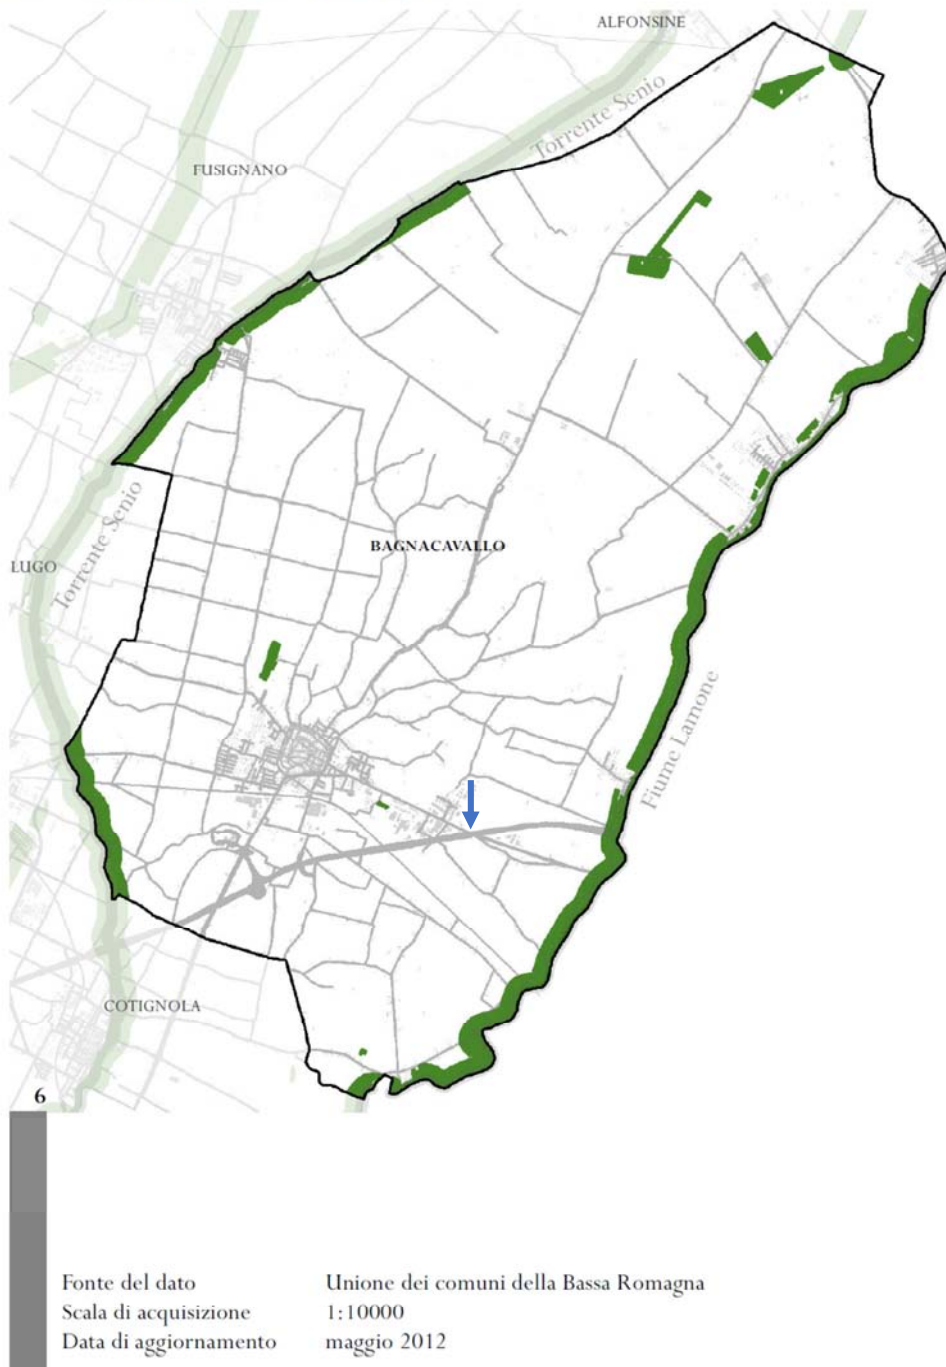 ALFONSINE
Torrente Senio
FUSIGNANO
BAGNACAVALLO
Torrente Senio
LUGO
Fiume Lamone
COTIGNOLA
6
Fonte del dato Unione dei comuni della Bassa Romagna
Scala di acquisizione 1:10000
Data di aggiornamento maggio 2012